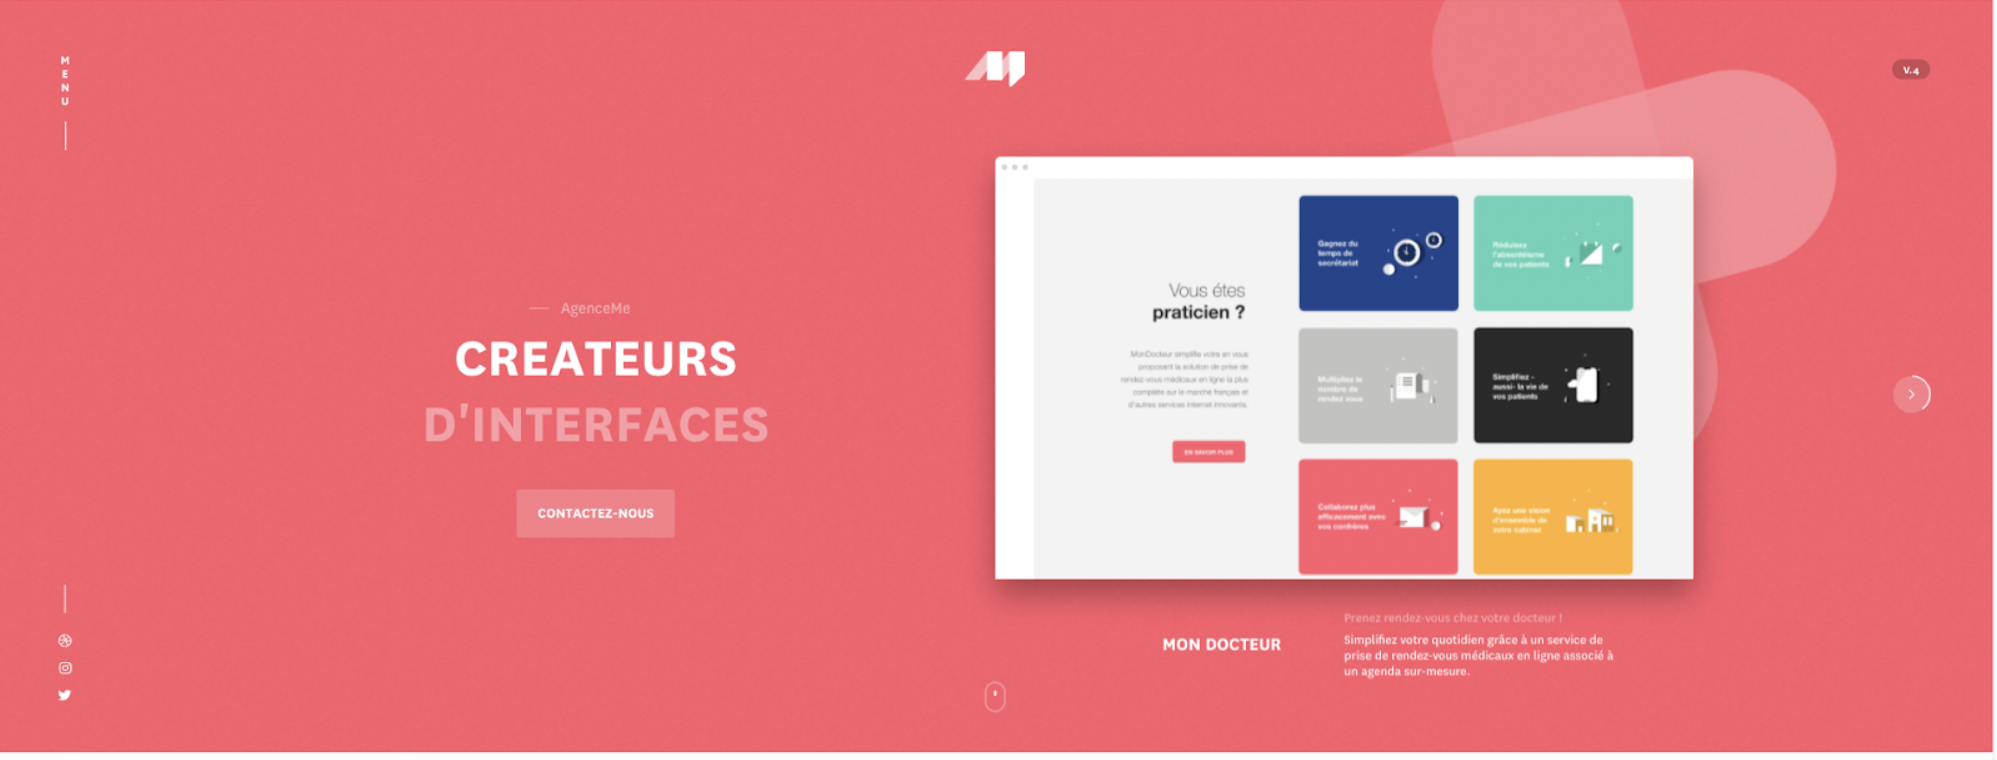 MENU
V.4
— AgenceMe
CREATEURS
D'INTERFACES
CONTACTEZ-NOUS
Vous étes
praticien ?
MonDocteur simplifie votre en vous
proposant la solution de prise de
rendez-vous médicaux en ligne la plus
complète sur le marché français et
d'autres services internet innovants.
EN SAVOIR PLUS
Gagnez du
temps de
secrétariat
Réduisez
l'absentéisme
de vos patients
Multipliez le
nombre de
rendez vous
Simplifiez -
aussi- la vie de
vos patients
Collaborez plus
efficacement avec
vos confrères
Ayez une vision
d'ensemble de
votre cabinet
MON DOCTEUR
Prenez rendez-vous chez votre docteur !
Simplifiez votre quotidien grâce à un service de
prise de rendez-vous médicaux en ligne associé à
un agenda sur-mesure.